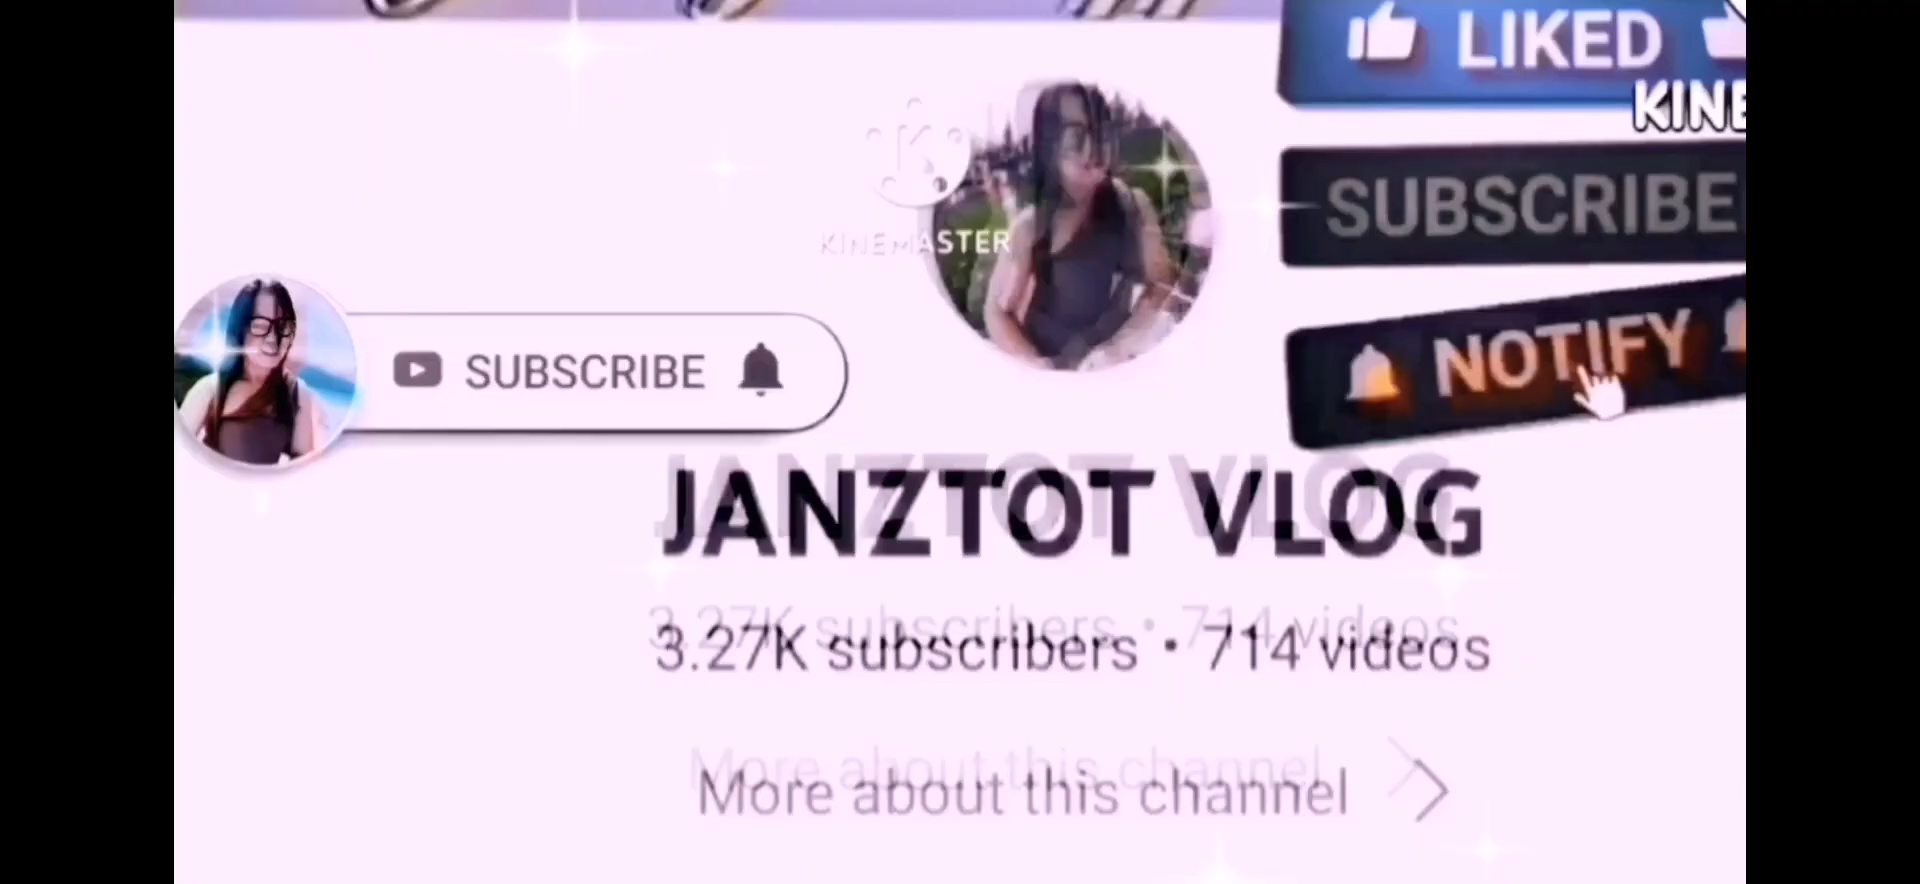 LIKED
KINE
KINEMASTER
SUBSCRIBE
NOTIFY
SUBSCRIBE
JANZTOT VLOG
3.27K subscribers • 714 videos
More about this channel